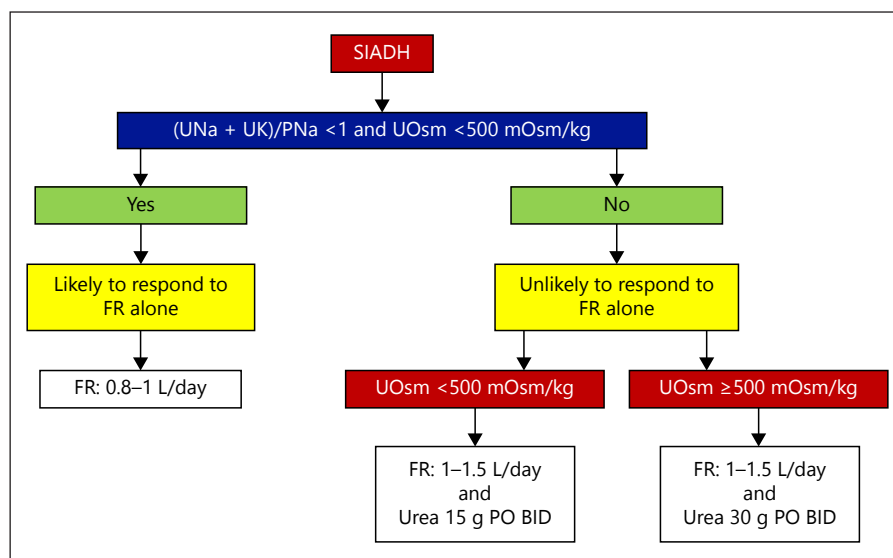 SIADH
(UNa + UK)/PNa <1 and UOsm <500 mOsm/kg
Yes
No
Likely to respond to
FR alone
Unlikely to respond to
FR alone
FR: 0.8–1 L/day
UOsm <500 mOsm/kg
UOsm ≥500 mOsm/kg
FR: 1–1.5 L/day
and
Urea 15 g PO BID
FR: 1–1.5 L/day
and
Urea 30 g PO BID